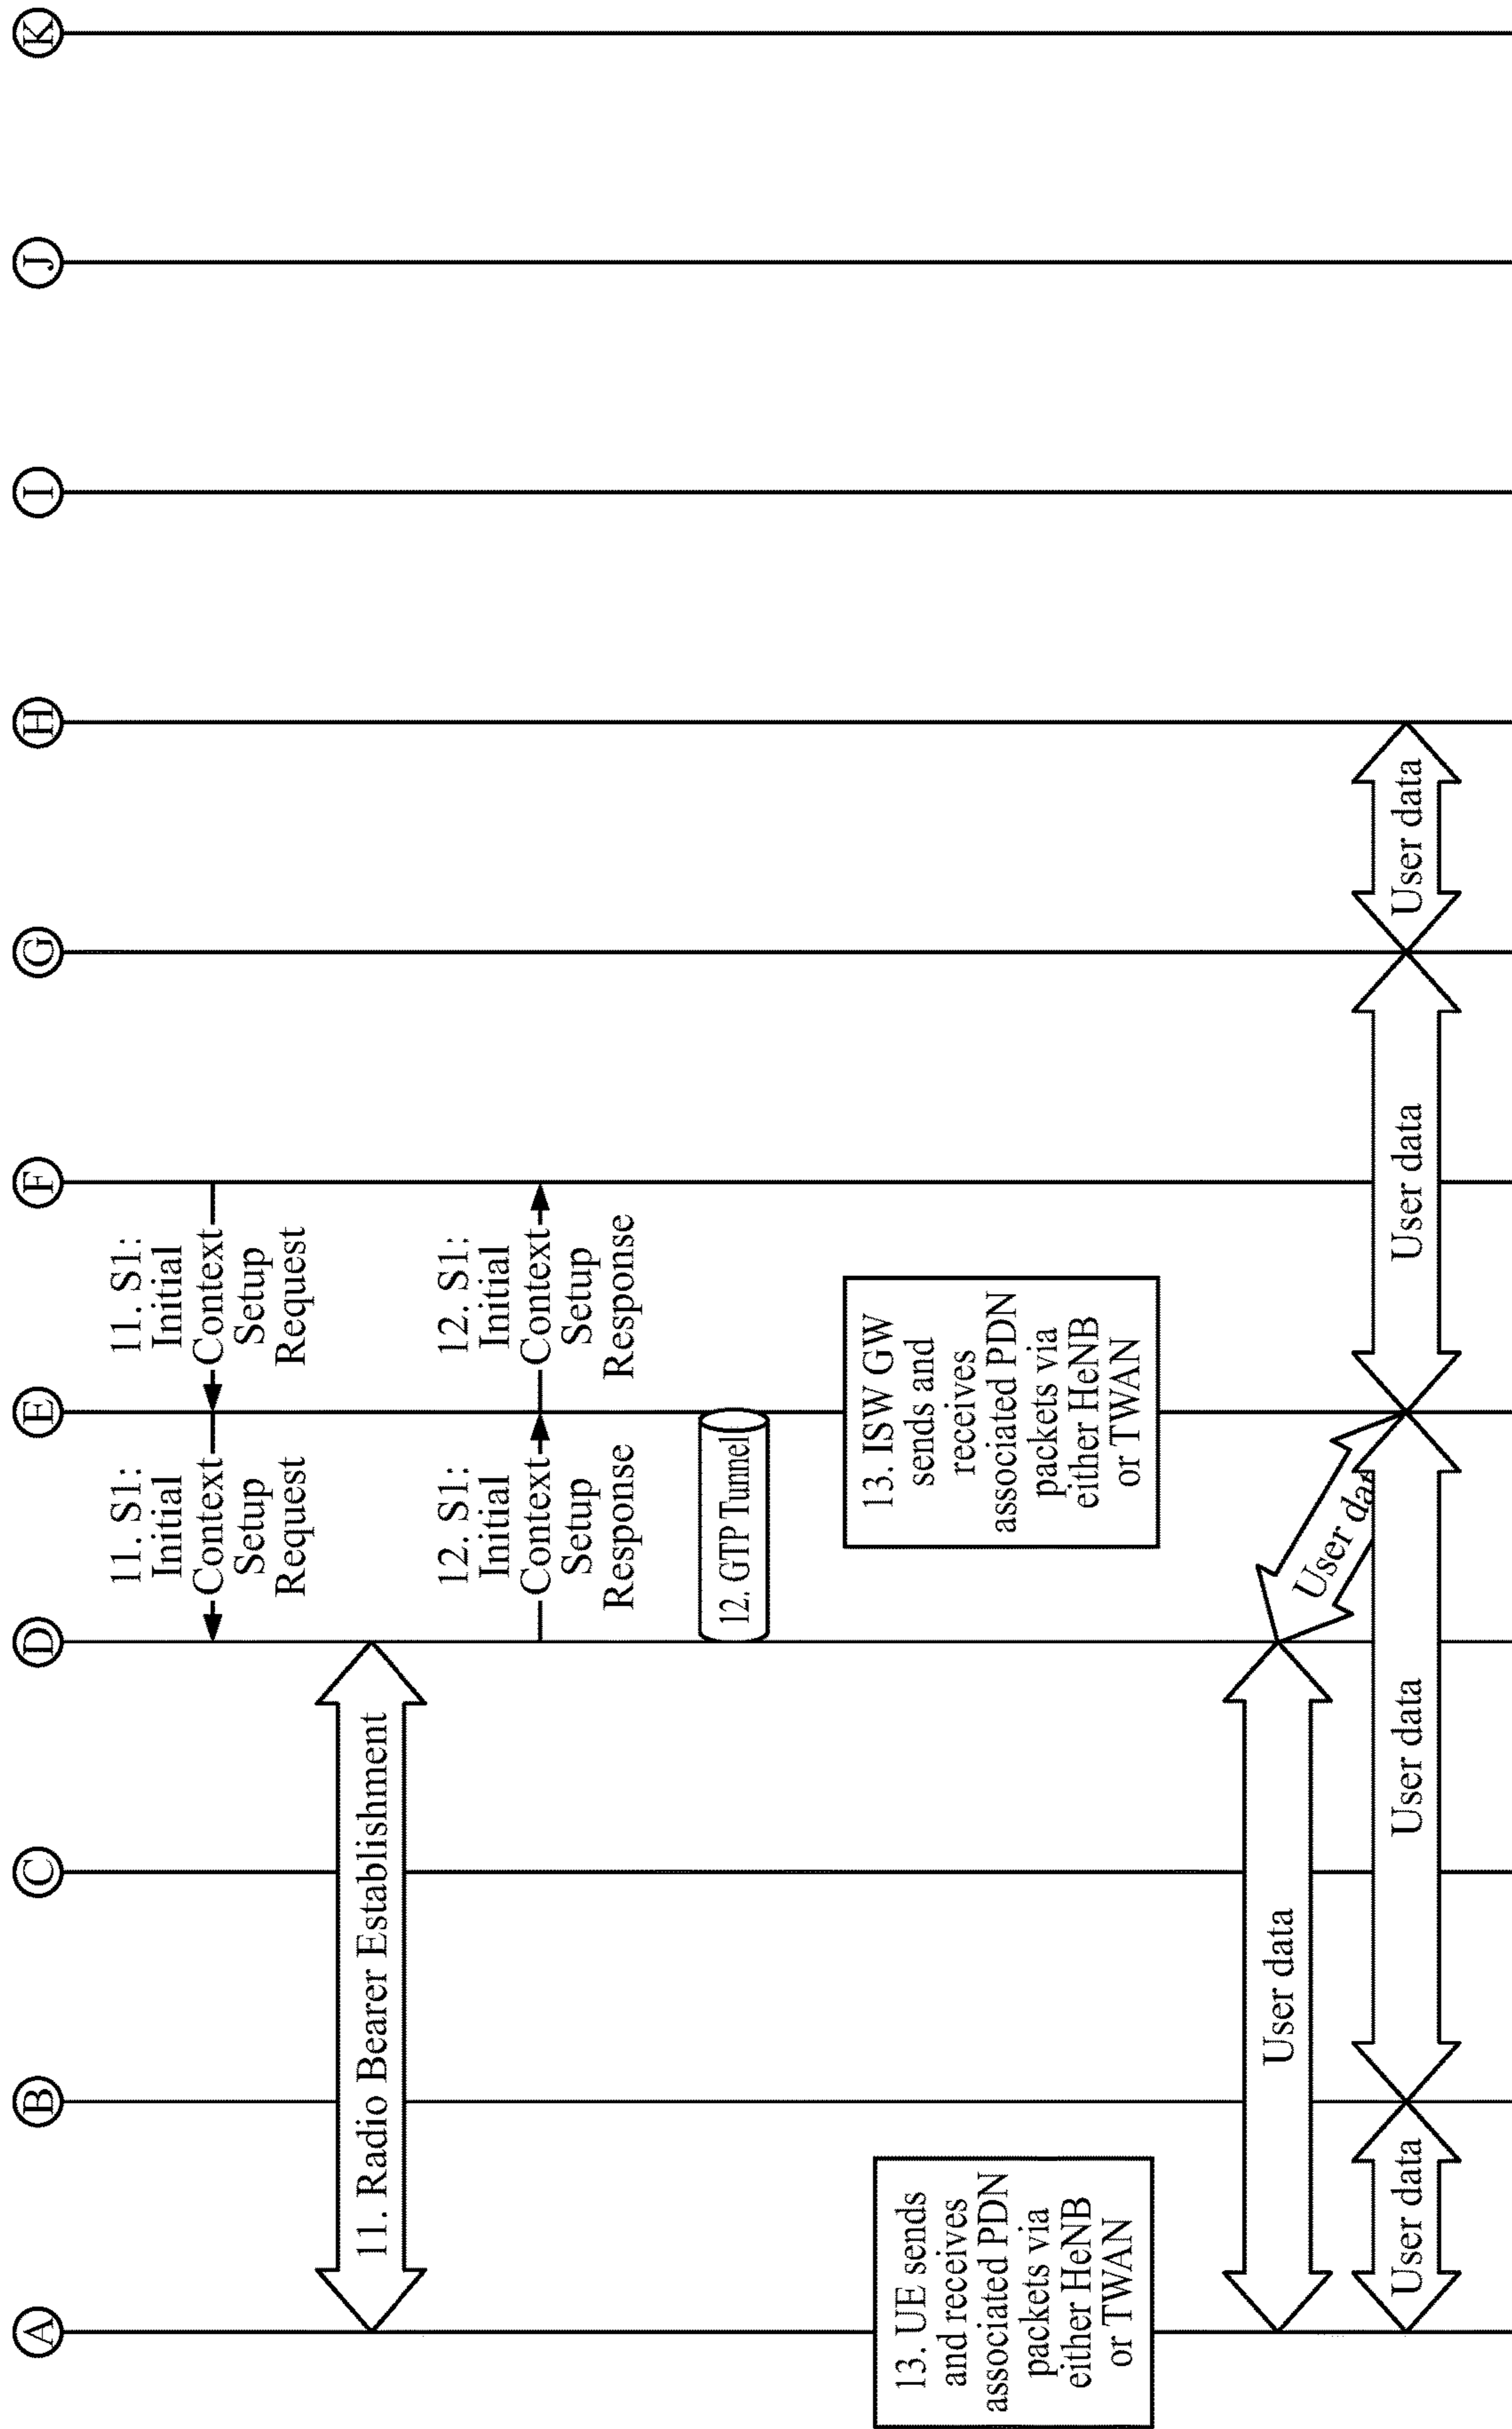 A
B
C
D
E
F
G
H
I
J
K
11. S1:
Initial
Context
Setup
Request
11. S1:
Initial
Context
Setup
Request
11. Radio Bearer Establishment
12. S1:
Initial
Context
Setup
Response
12. S1:
Initial
Context
Setup
Response
12. GTP Tunnel
13. UE sends
and receives
associated PDN
packets via
either HeNB
or TWAN
13. ISW GW
sends and
receives
associated PDN
packets via
either HeNB
or TWAN
User data
User dat
User data
User data
User data
User data